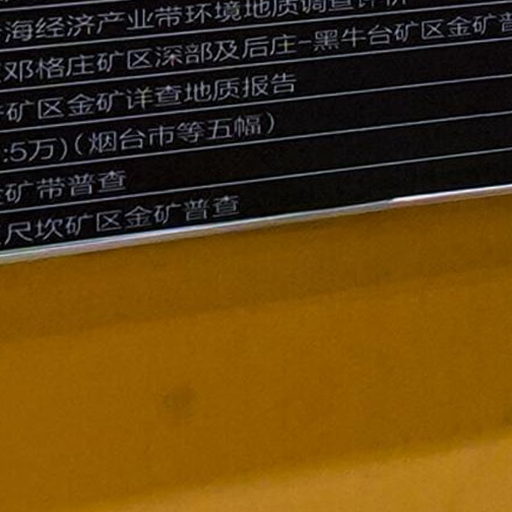 海经济产业带环境地质调查评价
邓格庄矿区深部及后庄-黑牛台矿区金矿普
矿区金矿详查地质报告
:5万)(烟台市等五幅)
矿带普查
尺坎矿区金矿普查